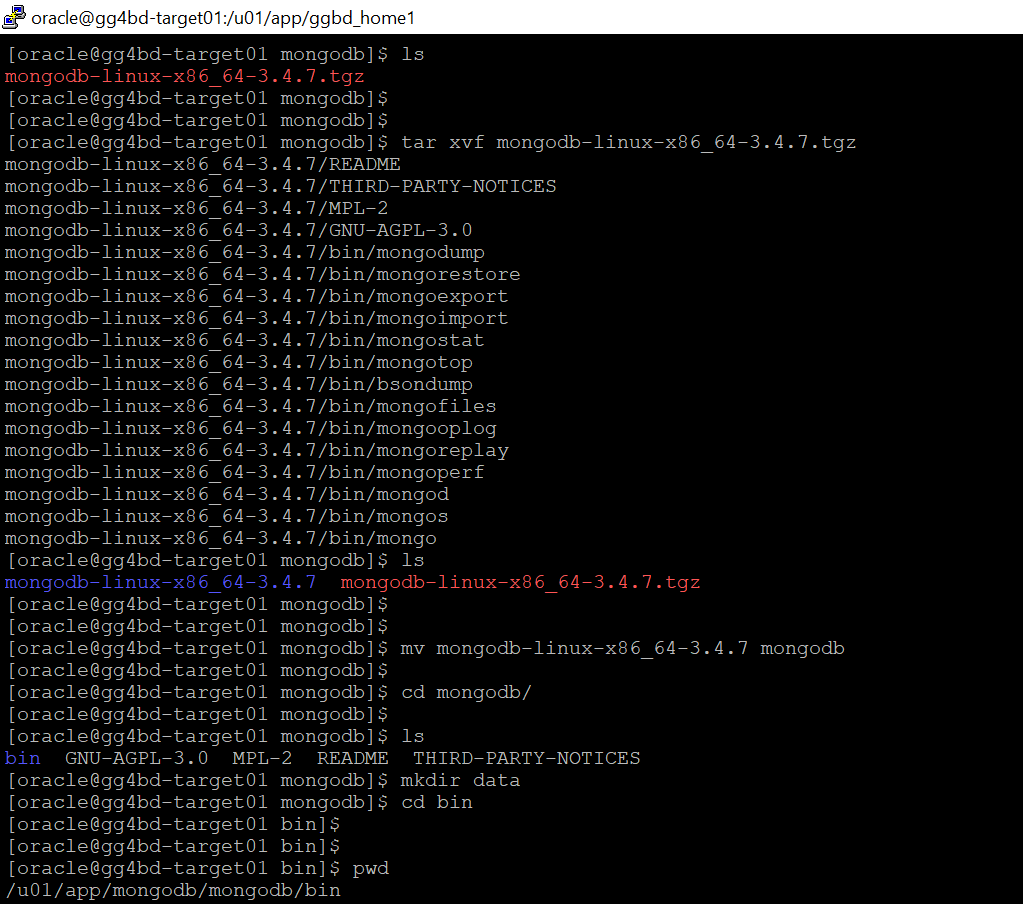 oracle@gg4bd-target01:/u01/app/ggbd_home1
[oracle@gg4bd-target01 mongodb]$ ls
mongodb-linux-x86_64-3.4.7.tgz
[oracle@gg4bd-target01 mongodb]$
[oracle@gg4bd-target01 mongodb]$
[oracle@gg4bd-target01 mongodb]$ tar xvf mongodb-linux-x86_64-3.4.7.tgz
mongodb-linux-x86_64-3.4.7/README
mongodb-linux-x86_64-3.4.7/THIRD-PARTY-NOTICES
mongodb-linux-x86_64-3.4.7/MPL-2
mongodb-linux-x86_64-3.4.7/GNU-AGPL-3.0
mongodb-linux-x86_64-3.4.7/bin/mongodump
mongodb-linux-x86_64-3.4.7/bin/mongorestore
mongodb-linux-x86_64-3.4.7/bin/mongoexport
mongodb-linux-x86_64-3.4.7/bin/mongoimport
mongodb-linux-x86_64-3.4.7/bin/mongostat
mongodb-linux-x86_64-3.4.7/bin/mongotop
mongodb-linux-x86_64-3.4.7/bin/bsondump
mongodb-linux-x86_64-3.4.7/bin/mongofiles
mongodb-linux-x86_64-3.4.7/bin/mongooplog
mongodb-linux-x86_64-3.4.7/bin/mongoreplay
mongodb-linux-x86_64-3.4.7/bin/mongoperf
mongodb-linux-x86_64-3.4.7/bin/mongod
mongodb-linux-x86_64-3.4.7/bin/mongos
mongodb-linux-x86_64-3.4.7/bin/mongo
[oracle@gg4bd-target01 mongodb]$ ls
mongodb-linux-x86_64-3.4.7  mongodb-linux-x86_64-3.4.7.tgz
[oracle@gg4bd-target01 mongodb]$
[oracle@gg4bd-target01 mongodb]$
[oracle@gg4bd-target01 mongodb]$ mv mongodb-linux-x86_64-3.4.7 mongodb
[oracle@gg4bd-target01 mongodb]$
[oracle@gg4bd-target01 mongodb]$ cd mongodb/
[oracle@gg4bd-target01 mongodb]$
[oracle@gg4bd-target01 mongodb]$ ls
bin  GNU-AGPL-3.0  MPL-2  README  THIRD-PARTY-NOTICES
[oracle@gg4bd-target01 mongodb]$ mkdir data
[oracle@gg4bd-target01 mongodb]$ cd bin
[oracle@gg4bd-target01 bin]$
[oracle@gg4bd-target01 bin]$
[oracle@gg4bd-target01 bin]$ pwd
/u01/app/mongodb/mongodb/bin